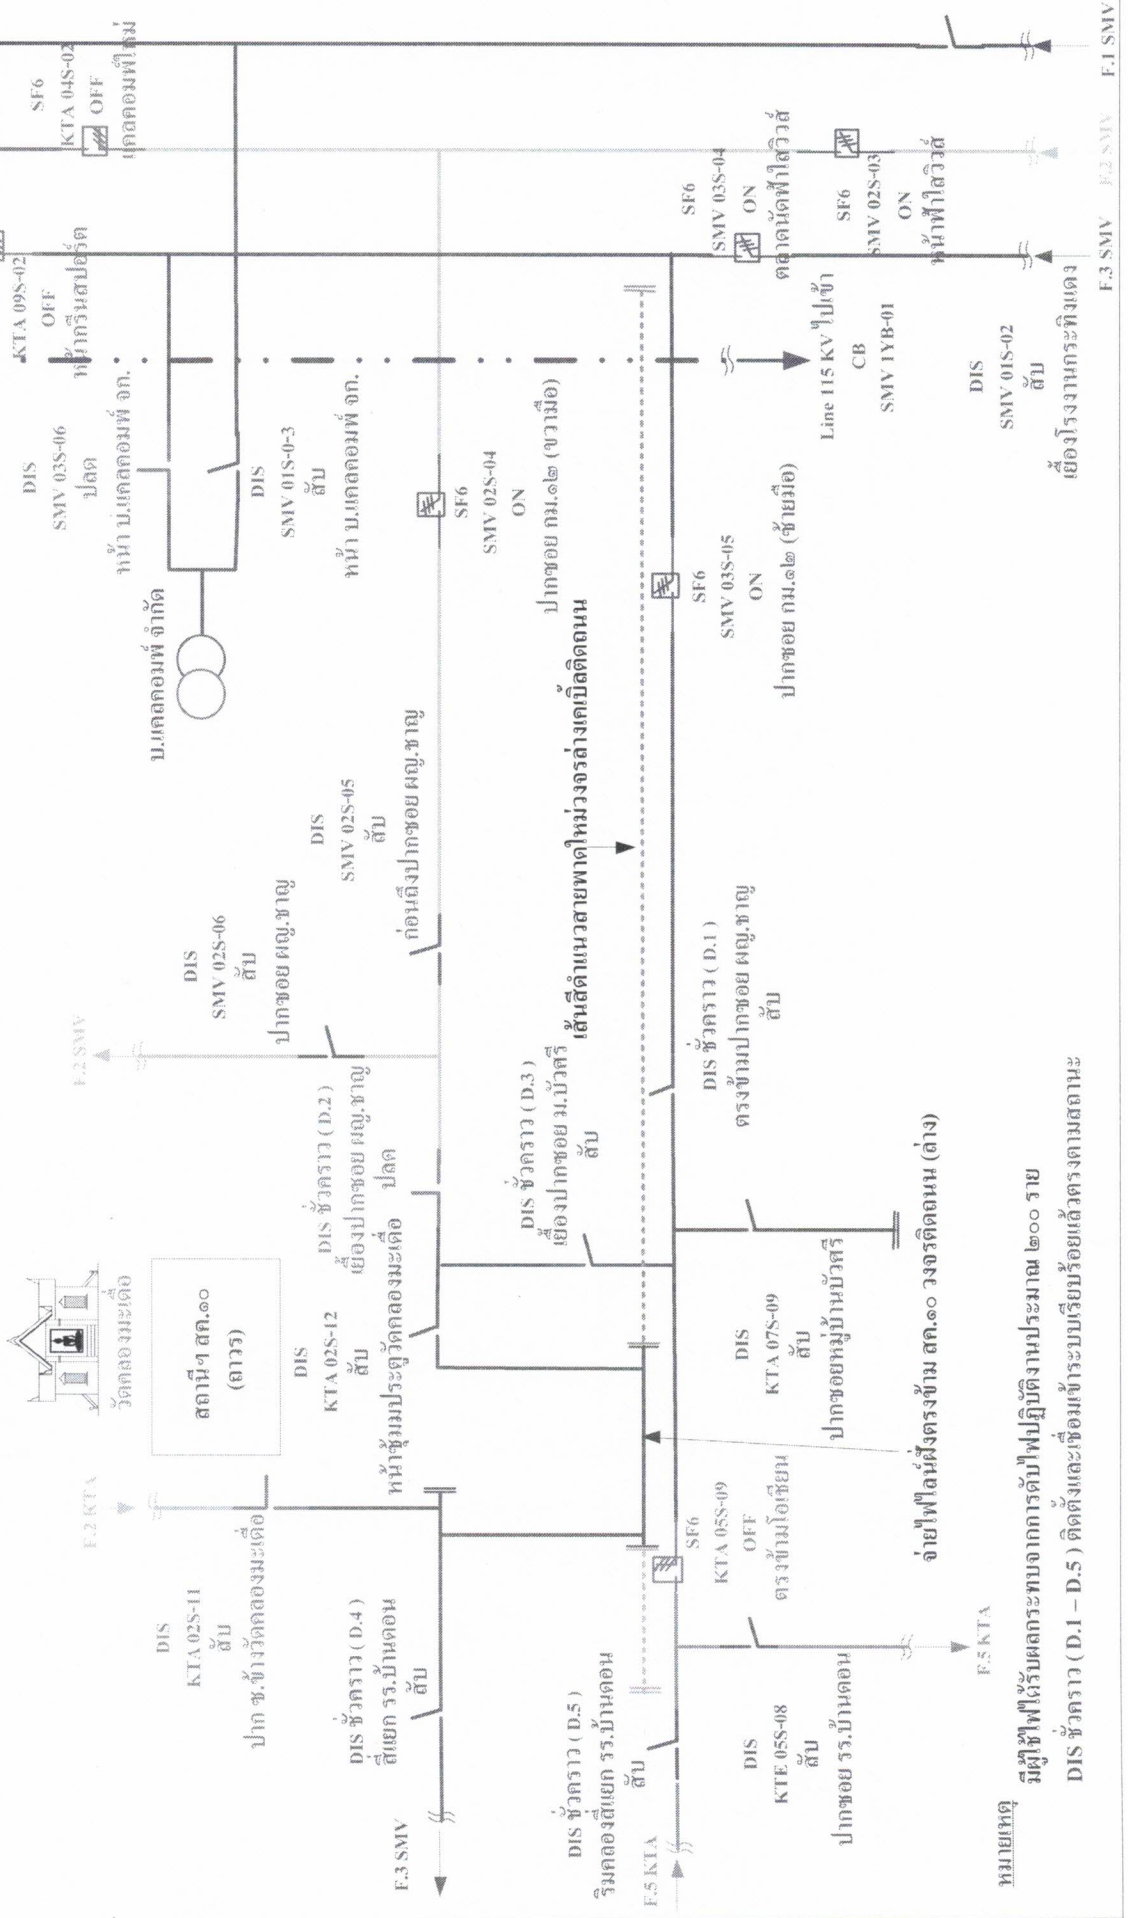 F.2 KTA
DIS
KTA 02S-11
สับ
ปาก ซ.ข้างวัดคลองมะเดื่อ
วัดคลองมะเดื่อ
สถานีฯ สค.๑๐
(ถาวร)
DIS
KTA 02S-12
สับ
หน้าซุ้มประตูวัดคลองมะเดื่อ
F.2 SMV
DIS
SMV 02S-06
สับ
ปากซอย ผญ.ชาญ
DIS ชั่วคราว ( D.2 )
เยื้องปากซอย ผญ.ชาญ
ปลด
DIS
SMV 02S-05
สับ
ก่อนถึงปากซอย ผญ.ชาญ
บ.แคลคอมพ์ จำกัด
DIS
SMV 03S-06
ปลด
หน้า บ.แคลคอมพ์ จก.
DIS
SMV 01S-0-3
สับ
หน้า บ.แคลคอมพ์ จก.
KTA 09S-02
OFF
หน้ากรีนสปอร์ต
SF6
KTA 04S-02
OFF
แคลคอมพ์ใหม่
SF6
SMV 02S-04
ON
ปากซอย กม.๑๒ (ขวามือ)
DIS ชั่วคราว ( D.4 )
สี่แยก รร.บ้านดอน
สับ
F.3 SMV
DIS ชั่วคราว ( D.3 )
เยื้องปากซอย ม.บัวศรี
สับ
เส้นสีดำแนวสายพาดใหม่วงจรล่างเคเบิลติดถนน
DIS ชั่วคราว ( D.5 )
ริมคลองสี่แยก รร.บ้านดอน
สับ
F.5 KTA
SF6
KTA 05S-09
OFF
ตรงข้ามโอเชียน
DIS
KTE 05S-08
สับ
ปากซอย รร.บ้านดอน
F.5 KTA
DIS
KTA 07S-09
สับ
ปากซอยหมู่บ้านบัวศรี
DIS ชั่วคราว ( D.1 )
ตรงข้ามปากซอย ผญ.ชาญ
สับ
SF6
SMV 03S-05
ON
ปากซอย กม.๑๒ (ซ้ายมือ)
SF6
SMV 03S-04
ON
ตลาดนัดฟ้าใสวิวส์
SF6
SMV 02S-03
ON
หน้าฟ้าใสวิวส์
Line 115 KV ไปเข้า
CB
SMV 1YB-01
DIS
SMV 01S-02
สับ
เยื้องโรงงานกระทิงแดง
F.3 SMV
F.2 SMV
F.1 SMV
จ่ายไฟไลน์ฝั่งตรงข้าม สค.๑๐ วงจรติดถนน (ล่าง)
หมายเหตุ
มีผู้ใช้ไฟได้รับผลกระทบจากการดับไฟปฏิบัติงานประมาณ ๒๐๐ ราย
DIS ชั่วคราว ( D.1 – D.5 ) ติดตั้งและเชื่อมเข้าระบบเรียบร้อยแล้วตรงตามสถานะ